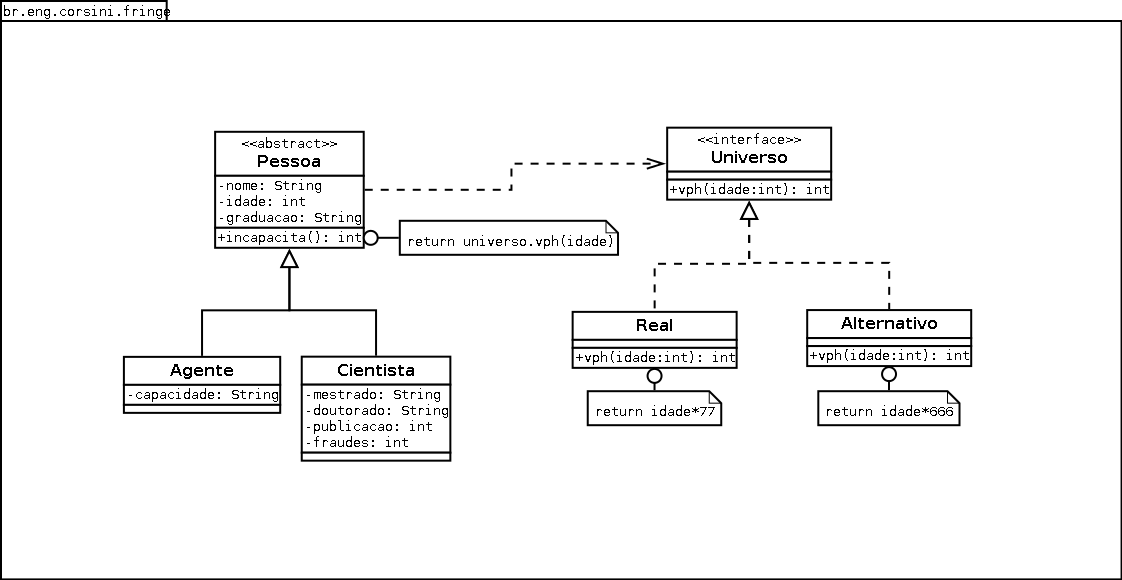 br.eng.corsini.fringe
<<abstract>>
Pessoa
-nome: String
-idade: int
-graduacao: String
+incapacita(): int
return universo.vph(idade)
<<interface>>
Universo
+vph(idade:int): int
Agente
-capacidade: String
Cientista
-mestrado: String
-doutorado: String
-publicacao: int
-fraudes: int
Real
+vph(idade:int): int
return idade*77
Alternativo
+vph(idade:int): int
return idade*666